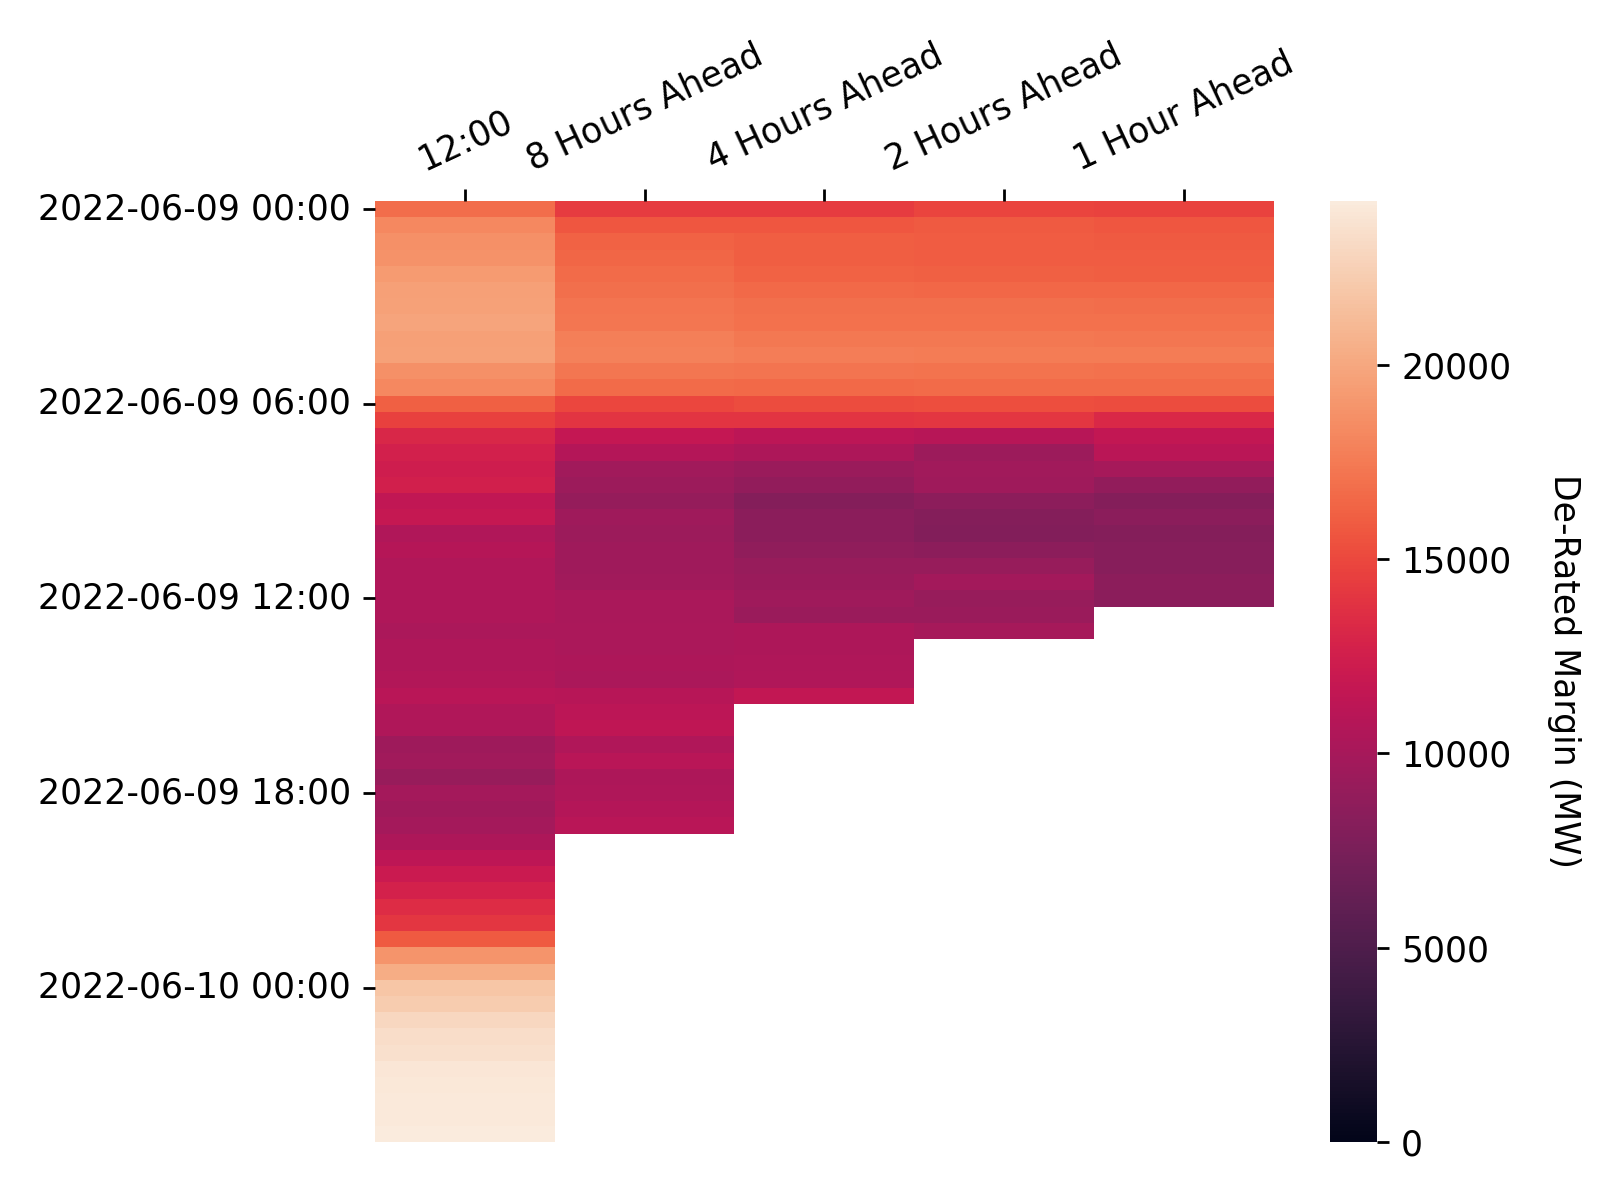 12:00
8 Hours Ahead
4 Hours Ahead
2 Hours Ahead
1 Hour Ahead
2022-06-09 00:00
2022-06-09 06:00
2022-06-09 12:00
2022-06-09 18:00
2022-06-10 00:00
20000
15000
10000
5000
0
De-Rated Margin (MW)